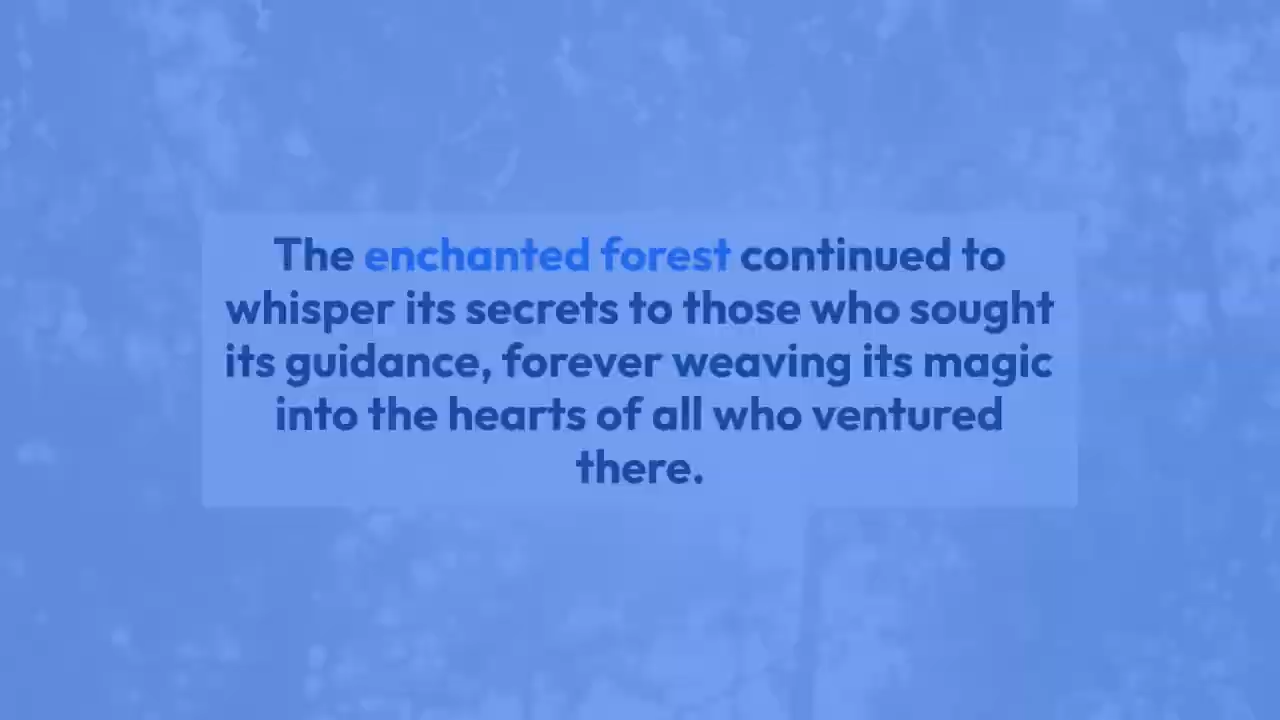 The enchanted forest continued to
whisper its secrets to those who sought
its guidance, forever weaving its magic
into the hearts of all who ventured
there.